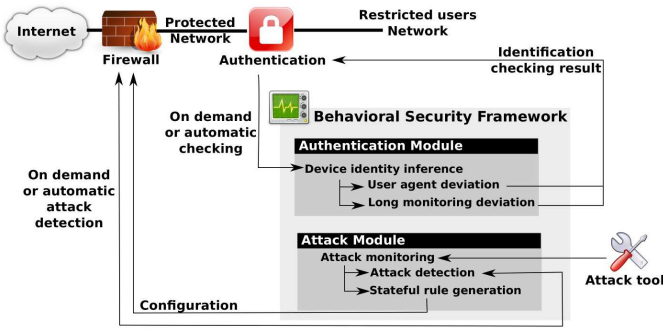 Internet
Firewall
Protected
Network
Authentication
Restricted users
Network
Identification
checking result
On demand
or automatic
checking
Behavioral Security Framework
Authentication Module
Device identity inference
User agent deviation
Long monitoring deviation
On demand
or automatic
attack
detection
Attack Module
Attack monitoring
Attack detection
Stateful rule generation
Attack tool
Configuration